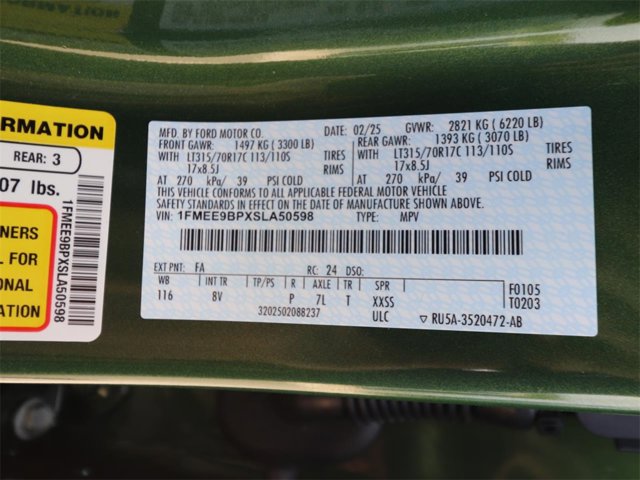 FORMATION
REAR: 3
07 lbs.
NERS
L FOR
ONAL
ATION
1FMEE9BPXSLA50598
MFD. BY FORD MOTOR CO. DATE: 02/25 GVWR: 2821 KG ( 6220 LB)
FRONT GAWR: 1497 KG ( 3300 LB) REAR GAWR: 1393 KG ( 3070 LB)
WITH LT315/70R17C 113/110S TIRES WITH LT315/70R17C 113/110S TIRES
17x8.5J RIMS 17x8.5J RIMS
AT 270 kPa/ 39 PSI COLD AT 270 kPa/ 39 PSI COLD
THIS VEHICLE CONFORMS TO ALL APPLICABLE FEDERAL MOTOR VEHICLE
SAFETY STANDARDS IN EFFECT ON THE DATE OF MANUFACTURE SHOWN ABOVE.
VIN: 1FMEE9BPXSLA50598 TYPE: MPV
EXT PNT: FA RC: 24 DSO:
WB INT TR TP/PS R AXLE TR SPR F0105
116 8V P 7L T XXSS T0203
3202502088237 ULC ▽ RU5A-3520472-AB